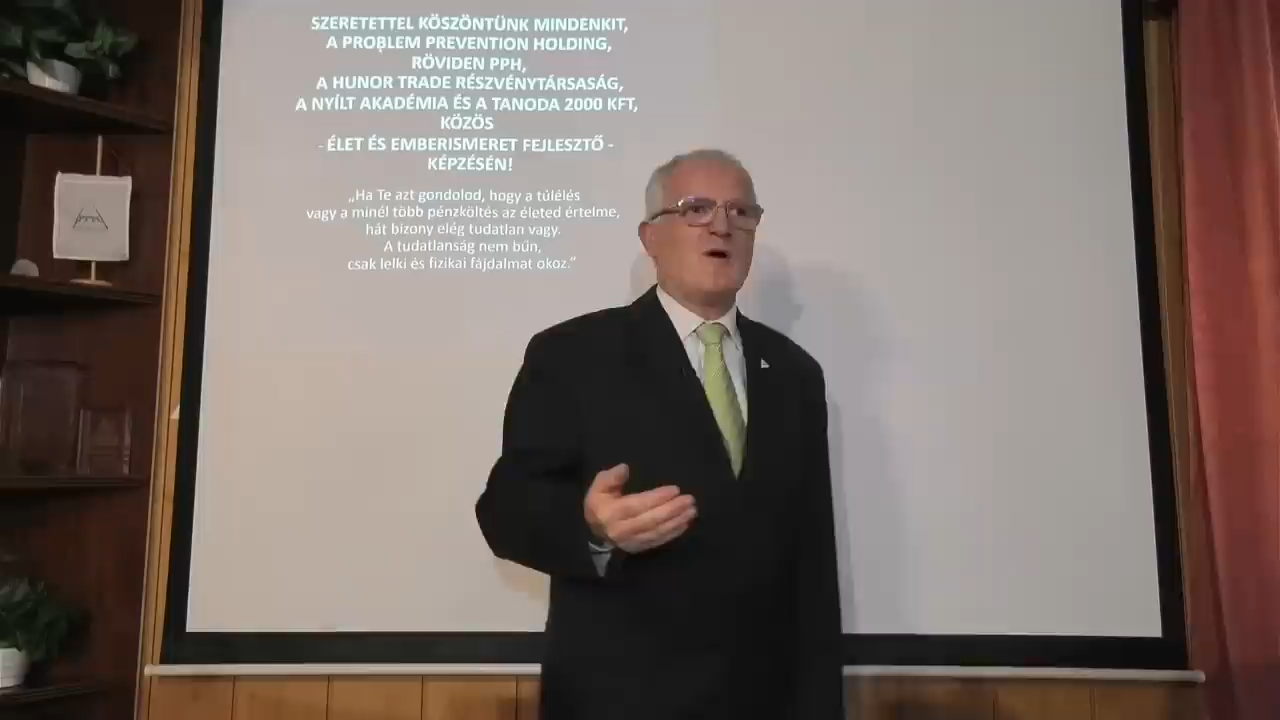 SZERETETTEL KÖSZÖNTÜNK MINDENKIT,
A PROBLEM PREVENTION HOLDING,
RÖVIDEN PPH,
A HUNOR TRADE RÉSZVÉNYTÁRSASÁG,
A NYÍLT AKADÉMIA ÉS A TANODA 2000 KFT,
KÖZÖS
- ÉLET ÉS EMBERISMERET FEJLESZTŐ -
KÉPZÉSÉN!
„Ha Te azt gondolod, hogy a túlélés
vagy a minél több pénzköltés az életed értelme,
hát bizony elég tudatlan vagy.
A tudatlanság nem bűn,
csak lelki és fizikai fájdalmat okoz.”